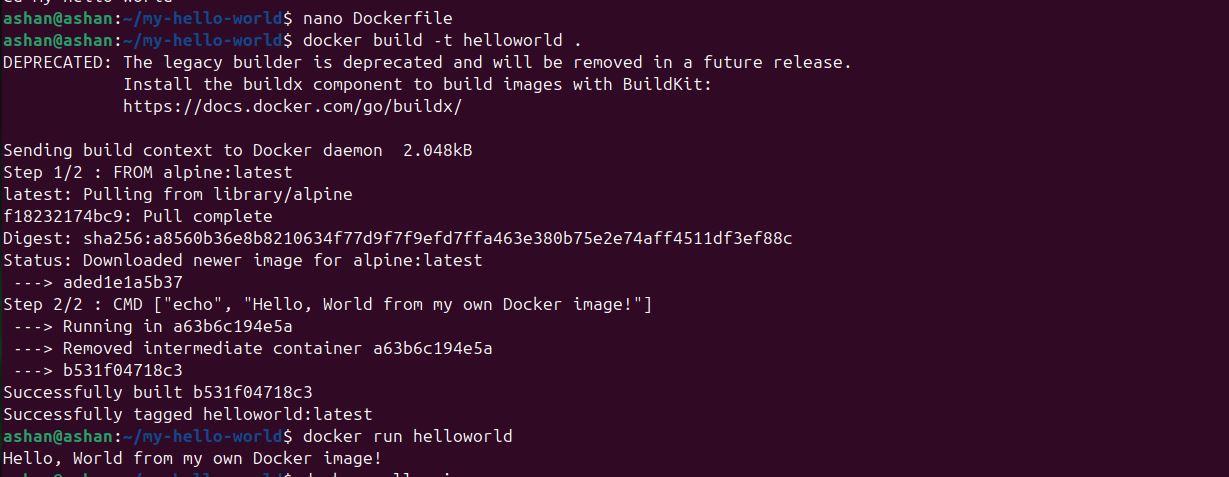 ashan@ashan:~/my-hello-world$ nano Dockerfile
ashan@ashan:~/my-hello-world$ docker build -t helloworld .
DEPRECATED: The legacy builder is deprecated and will be removed in a future release.
            Install the buildx component to build images with BuildKit:
            https://docs.docker.com/go/buildx/

Sending build context to Docker daemon  2.048kB
Step 1/2 : FROM alpine:latest
latest: Pulling from library/alpine
f18232174bc9: Pull complete
Digest: sha256:a8560b36e8b8210634f77d9f7f9efd7ffa463e380b75e2e74aff4511df3ef88c
Status: Downloaded newer image for alpine:latest
 ---> aded1e1a5b37
Step 2/2 : CMD ["echo", "Hello, World from my own Docker image!"]
 ---> Running in a63b6c194e5a
 ---> Removed intermediate container a63b6c194e5a
 ---> b531f04718c3
Successfully built b531f04718c3
Successfully tagged helloworld:latest
ashan@ashan:~/my-hello-world$ docker run helloworld
Hello, World from my own Docker image!